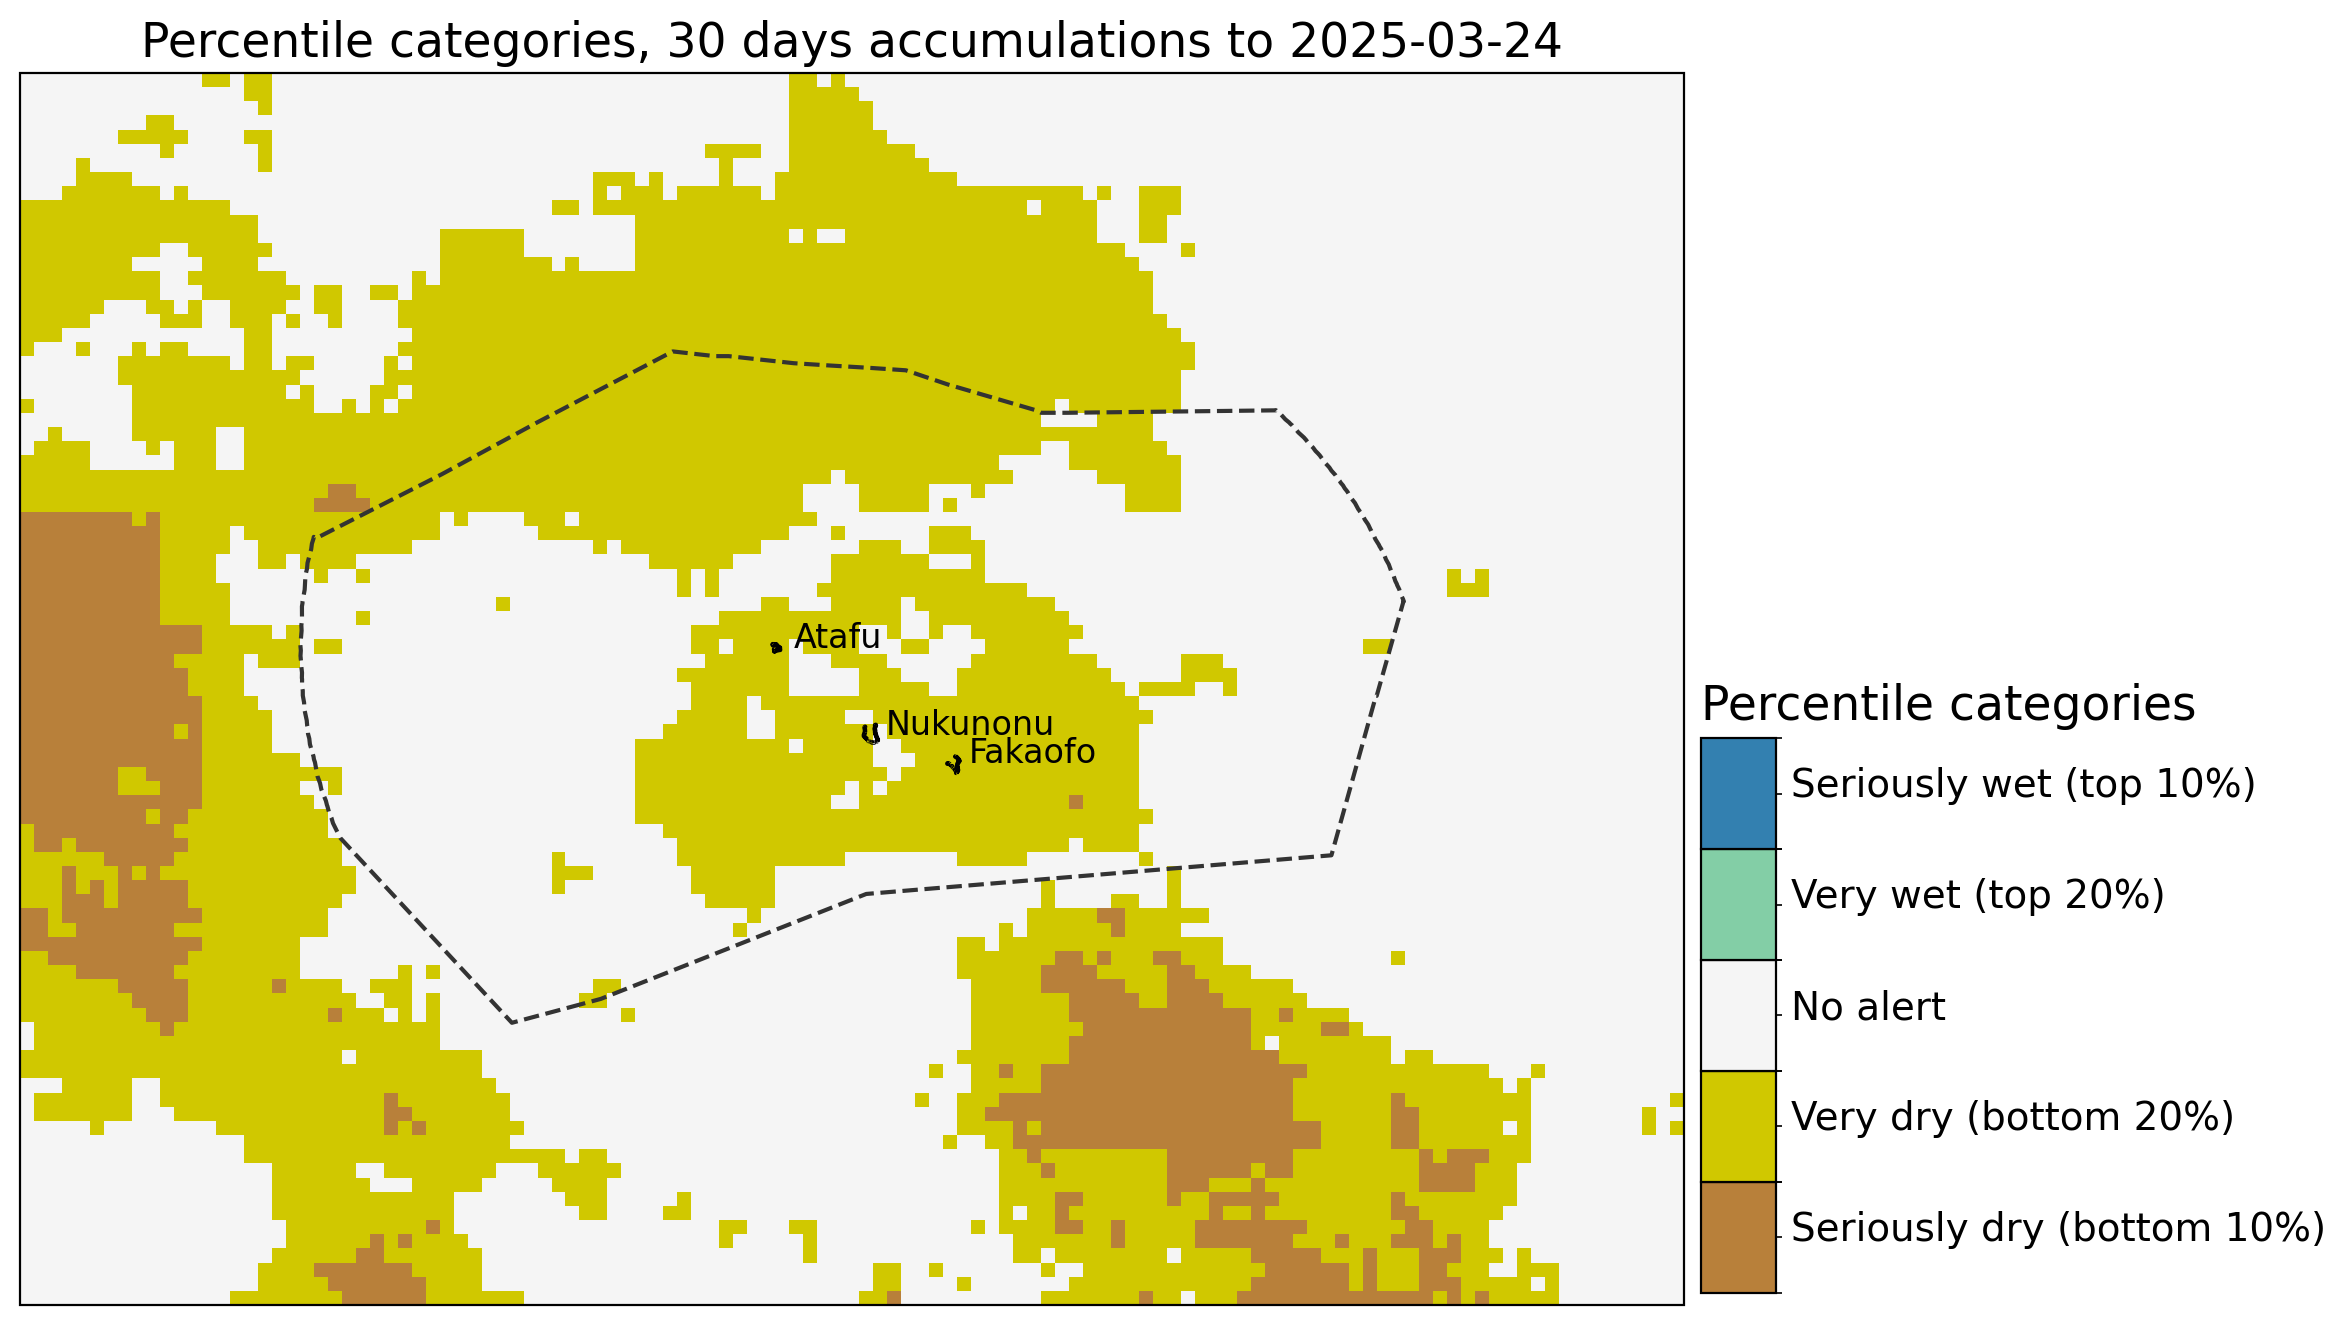 Percentile categories, 30 days accumulations to 2025-03-24
Atafu
Nukunonu
Fakaofo
Percentile categories
Seriously wet (top 10%)
Very wet (top 20%)
No alert
Very dry (bottom 20%)
Seriously dry (bottom 10%)